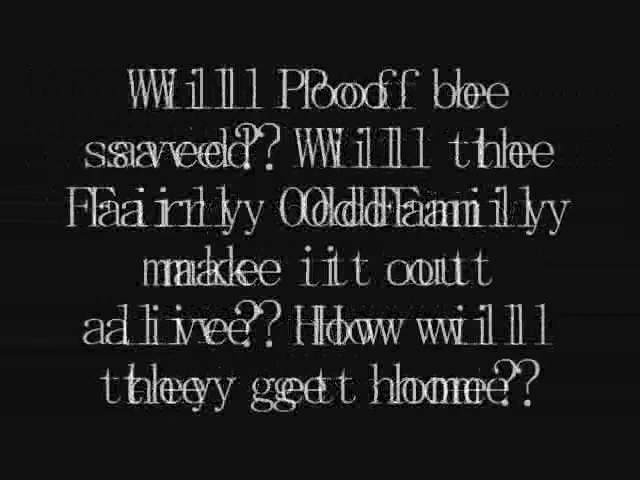 Will Poof be
saved? Will the
Fairly OddFamily
make it out
alive? How will
they get home?